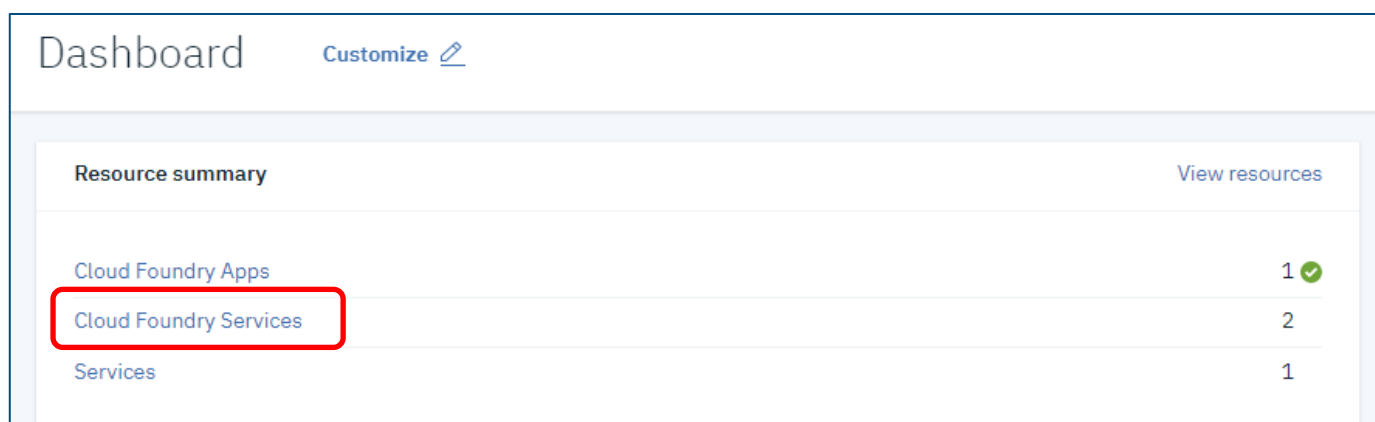 Dashboard Customize
Resource summary View resources
Cloud Foundry Apps 1
Cloud Foundry Services 2
Services 1